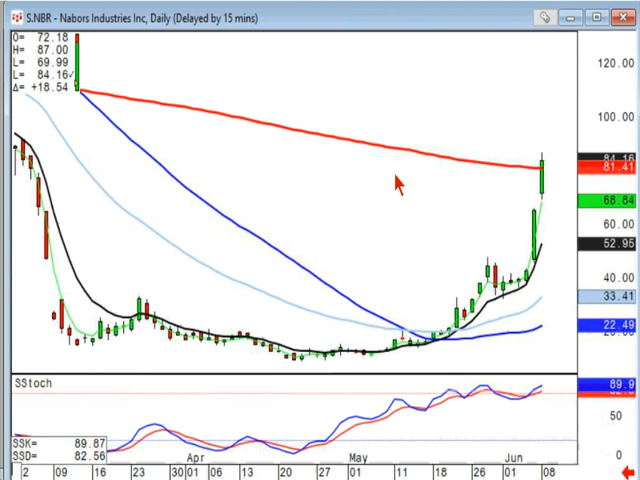 S.NBR - Nabors Industries Inc, Daily (Delayed by 15 mins)
O= 72.18
H= 87.00
L= 69.99
L= 84.16✓
Δ= +18.54
120.00
100.00
84.16
81.41
68.84
60.00
52.95
40.00
33.41
22.49
SStoch
89.9
50
0
SSK= 89.87
SSD= 82.56
Apr May Jun
2 09 16 23 30 01 06 13 20 27 04 11 18 26 01 08